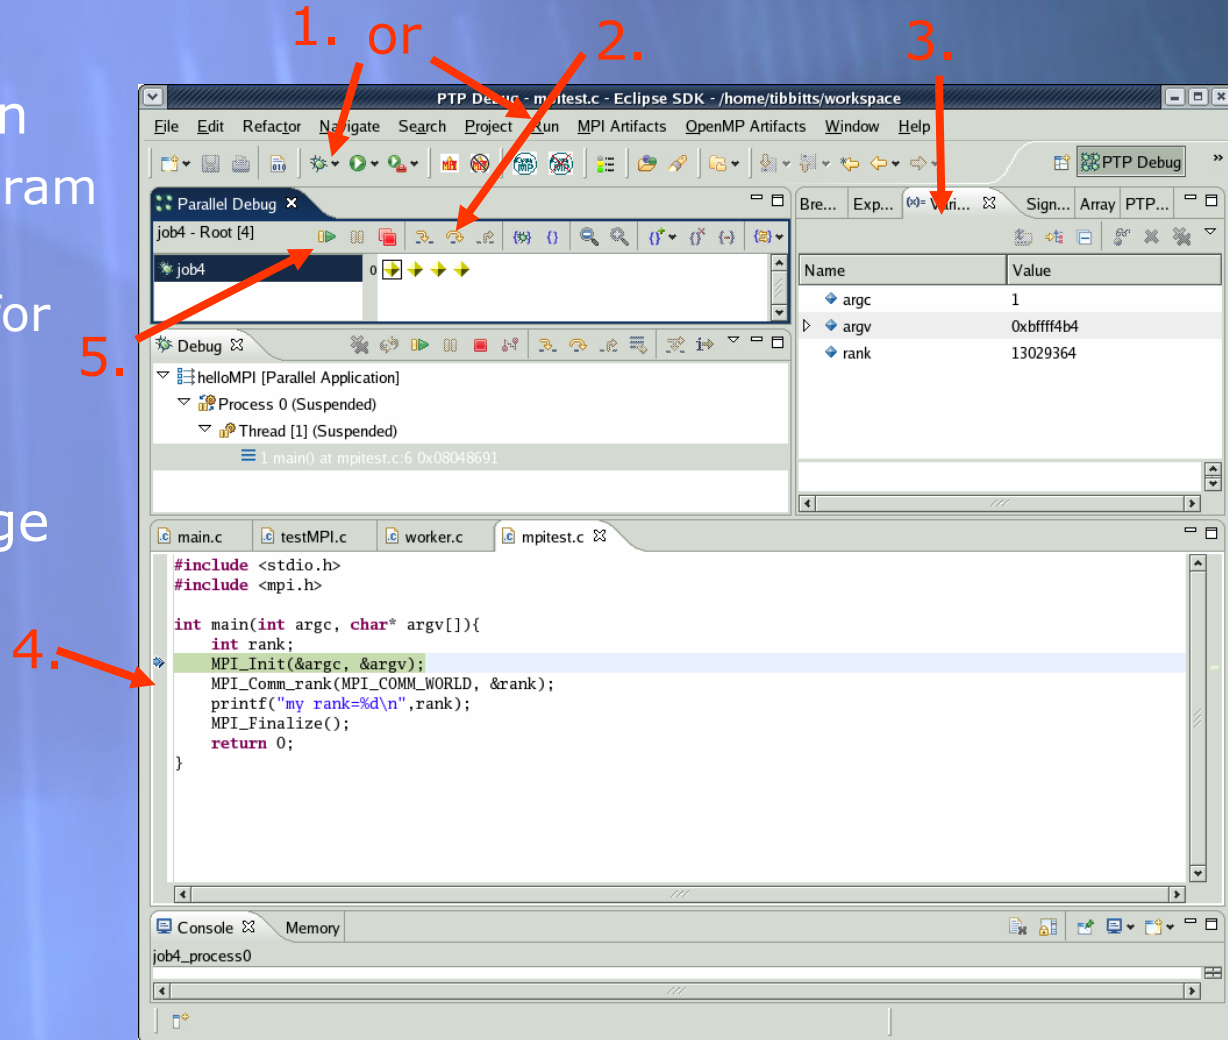 1. or 2. 3.
n
ram
for
5.
ge
4.
PTP Debug - mpitest.c - Eclipse SDK - /home/tibbitts/workspace
File Edit Refactor Navigate Search Project Run MPI Artifacts OpenMP Artifacts Window Help
010 MPI PTP Debug »
Parallel Debug
job4 - Root [4]
job4 0
Bre... Exp... (x)= Vari... Sign... Array PTP...
Name Value
argc 1
argv 0xbffff4b4
rank 13029364
Debug
helloMPI [Parallel Application]
Process 0 (Suspended)
Thread [1] (Suspended)
1 main() at mpitest.c:6 0x08048691
main.c testMPI.c worker.c mpitest.c
#include <stdio.h>
#include <mpi.h>
int main(int argc, char* argv[]){
int rank;
MPI_Init(&argc, &argv);
MPI_Comm_rank(MPI_COMM_WORLD, &rank);
printf("my rank=%d\n",rank);
MPI_Finalize();
return 0;
}
Console Memory
job4_process0